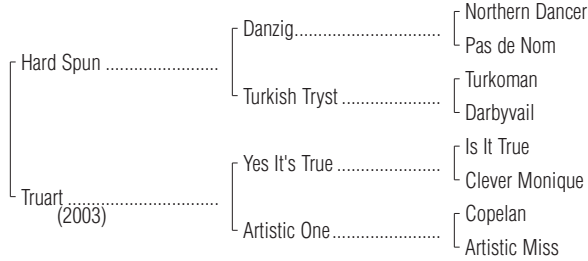 Northern Dancer
Danzig........................................
Pas de Nom
Hard Spun ...............................
Turkoman
Turkish Tryst ...........................
Darbyvail
Is It True
Yes It's True ............................
Clever Monique
Truart .........................................
(2003)
Copelan
Artistic One..............................
Artistic Miss